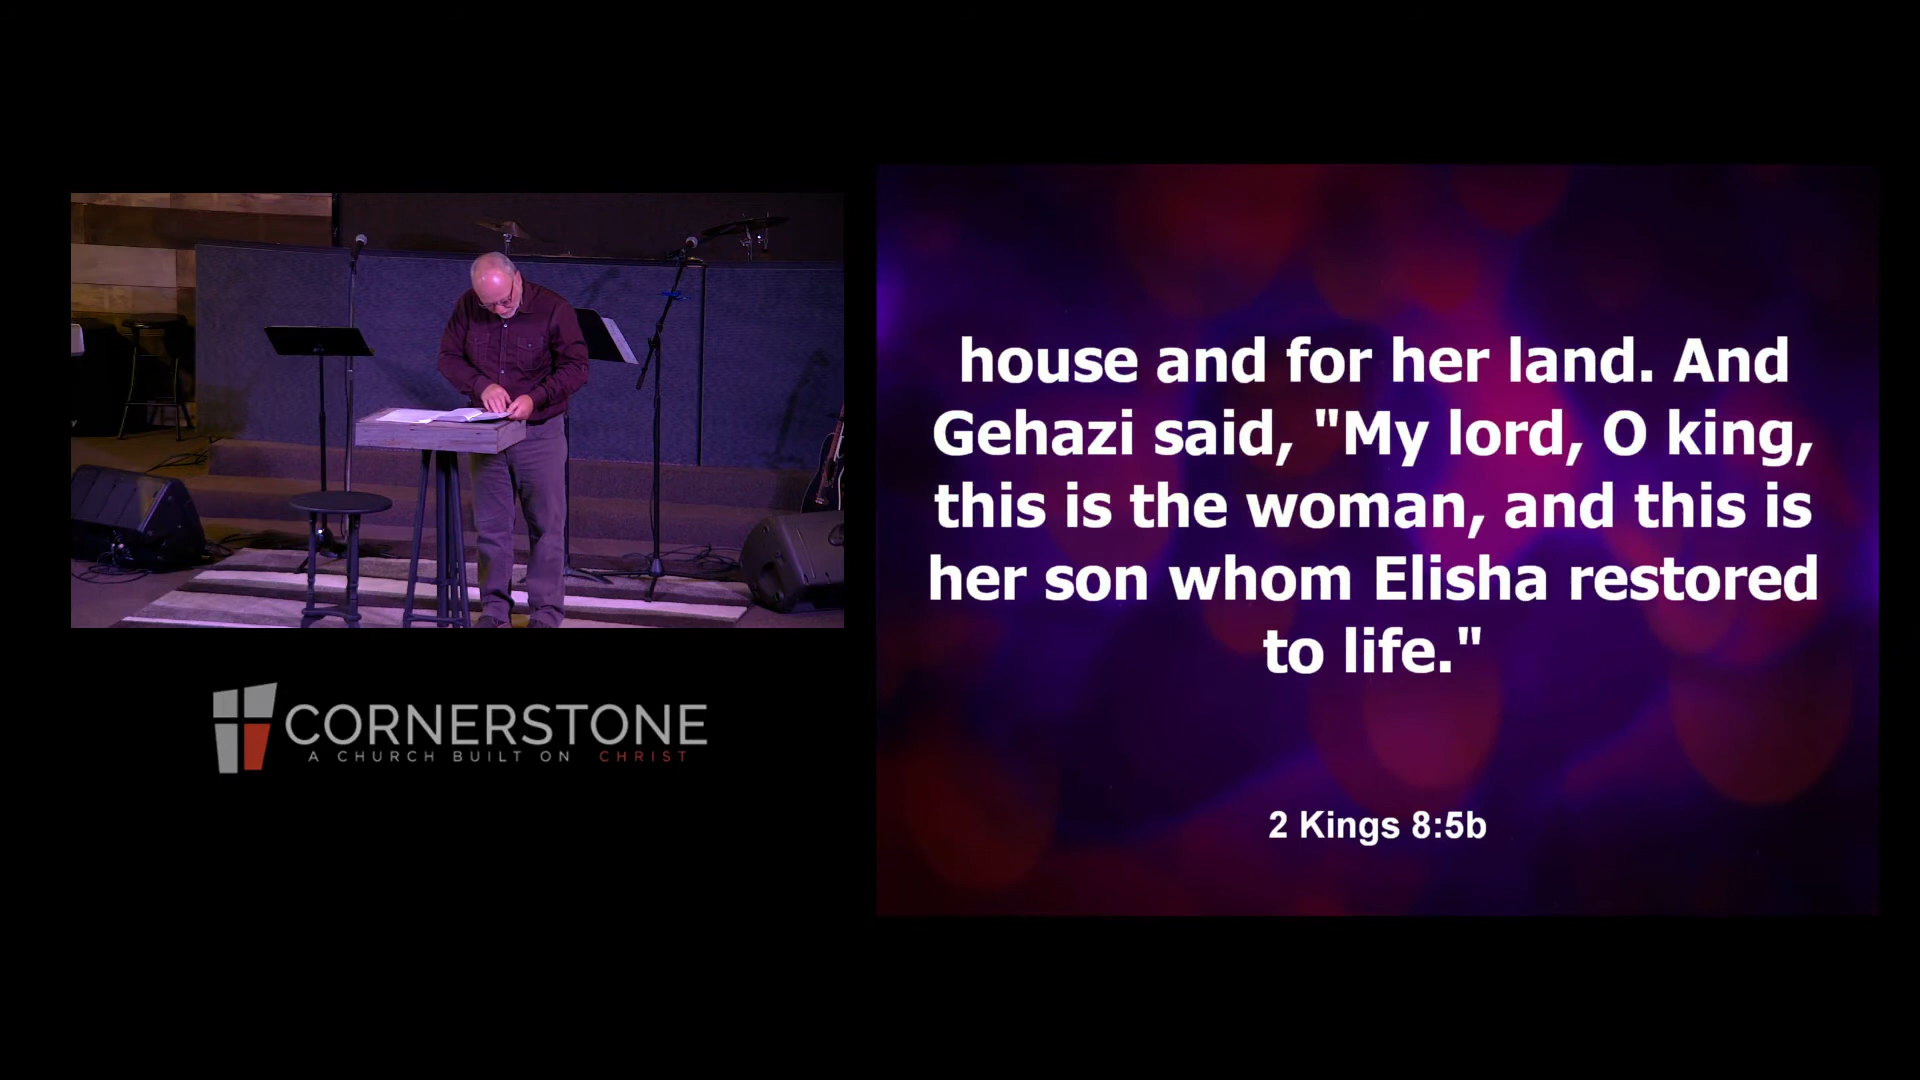 house and for her land. And
Gehazi said, "My lord, O king,
this is the woman, and this is
her son whom Elisha restored
to life."
2 Kings 8:5b
CORNERSTONE
A CHURCH BUILT ON CHRIST